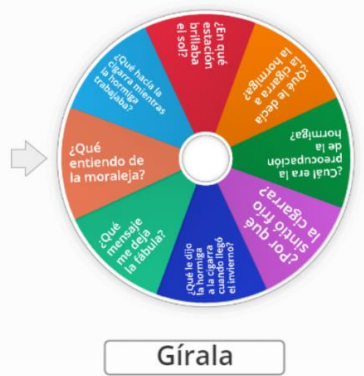 ¿En qué
estación
brillaba
el sol?
¿Qué le decía
la cigarra a
la hormiga?
¿Cuál era la
preocupación
de la
hormiga?
¿Por qué
sintió frío
la cigarra?
¿Qué le dijo
la hormiga
a la cigarra
cuando llegó
el invierno?
¿Qué
mensaje
me deja
la fábula?
¿Qué
entiendo de
la moraleja?
¿Qué hacía la
cigarra mientras
la hormiga
trabajaba?
Gírala